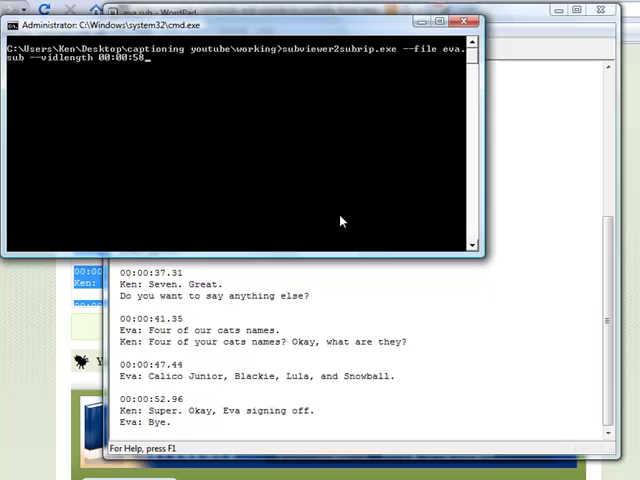 Administrator: C:\Windows\system32\cmd.exe
C:\Users\Ken\Desktop\captioning youtube\working>subviewer2subrip.exe --file eva.
sub --vidlength 00:00:58_
00:00:37.31
Ken: Seven. Great.
Do you want to say anything else?
00:00:41.35
Eva: Four of our cats names.
Ken: Four of your cats names? Okay, what are they?
00:00:47.44
Eva: Calico Junior, Blackie, Lula, and Snowball.
00:00:52.96
Ken: Super. Okay, Eva signing off.
Eva: Bye.
For Help, press F1
00:0
Ken: